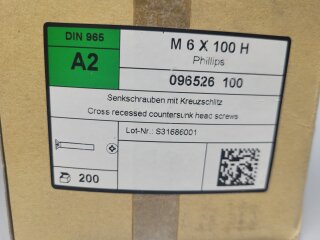 DIN 965
A2
M 6 X 100 H
Phillips
096526 100
Senkschrauben mit Kreuzschlitz
Cross recessed countersunk head screws
Lot-Nr.: S31686001
200